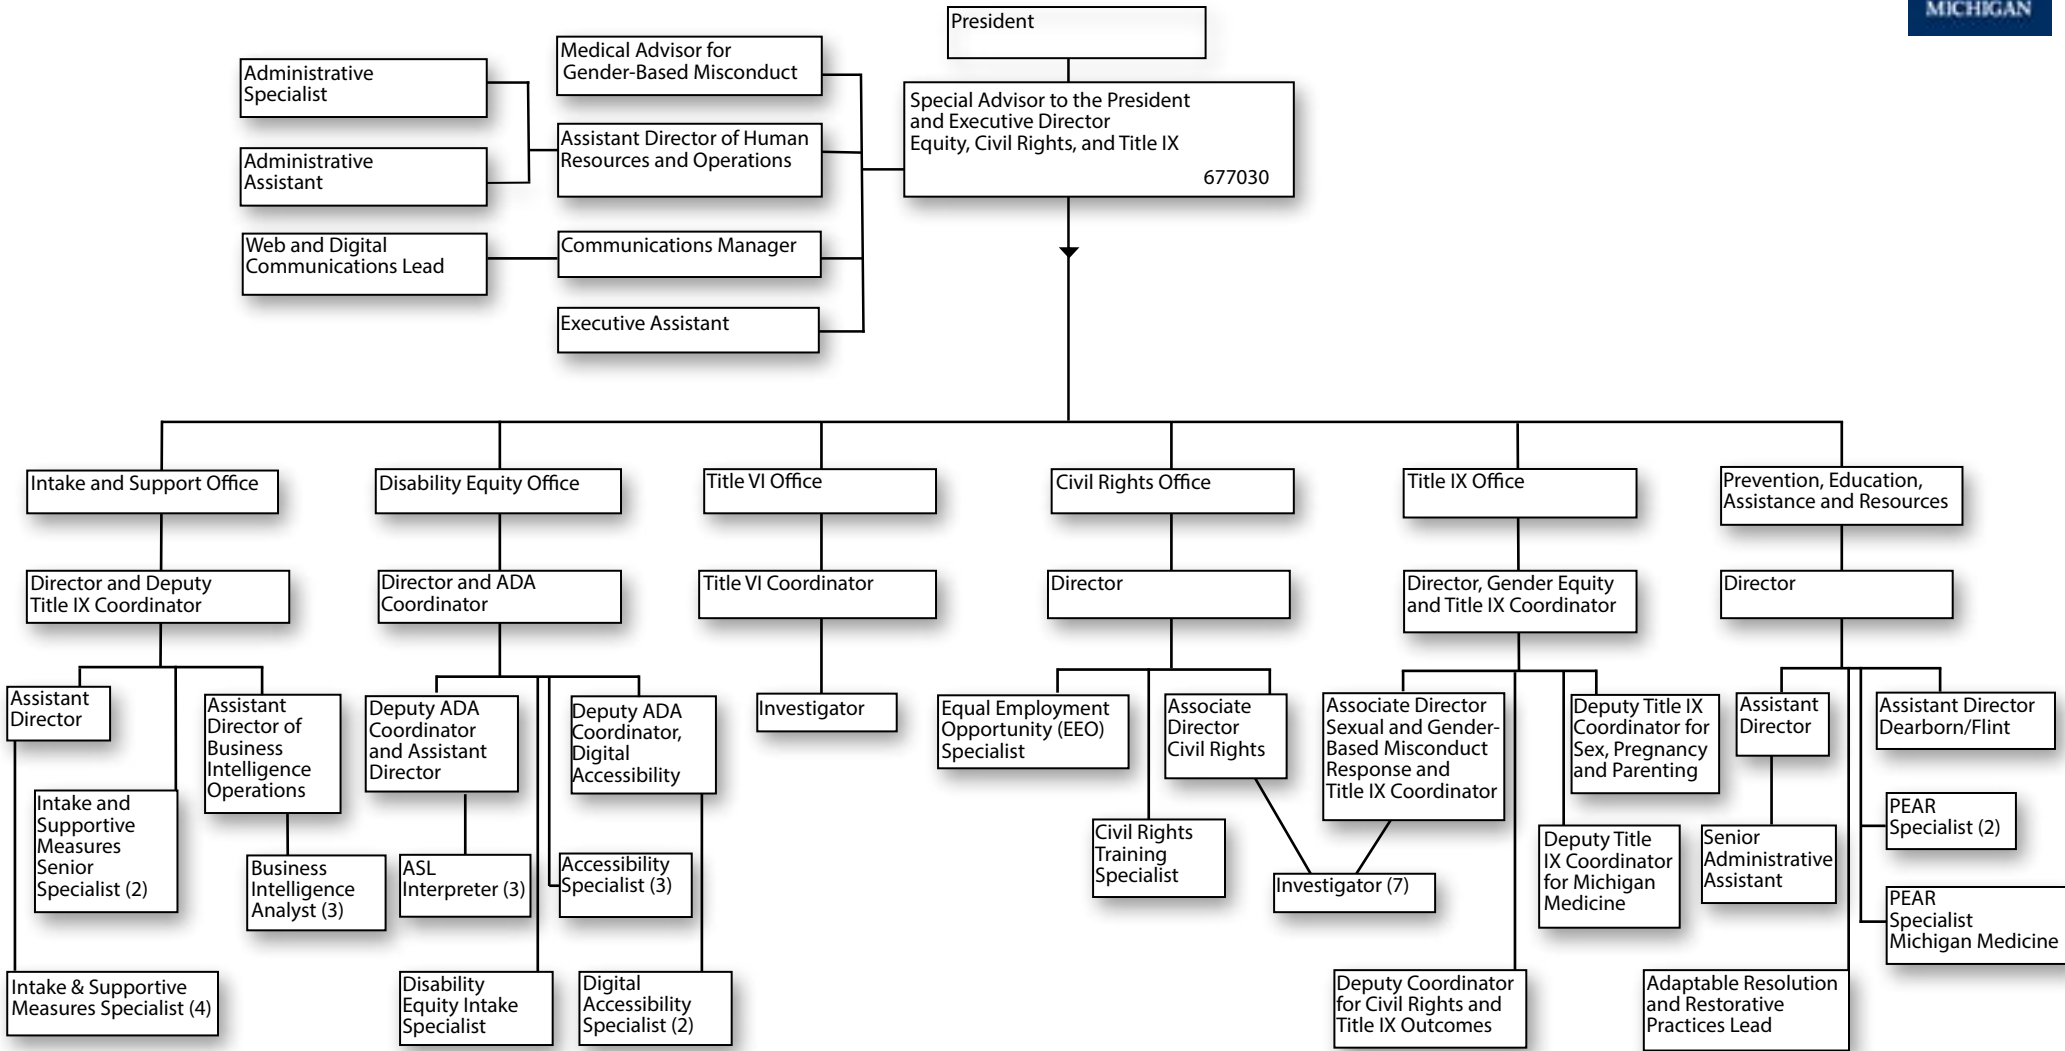 MICHIGAN
President
Medical Advisor for
Gender-Based Misconduct
Administrative
Specialist
Special Advisor to the President
and Executive Director
Equity, Civil Rights, and Title IX
677030
Assistant Director of Human
Resources and Operations
Administrative
Assistant
Web and Digital
Communications Lead
Communications Manager
Executive Assistant
Intake and Support Office
Disability Equity Office
Title VI Office
Civil Rights Office
Title IX Office
Prevention, Education,
Assistance and Resources
Director and Deputy
Title IX Coordinator
Director and ADA
Coordinator
Title VI Coordinator
Director
Director, Gender Equity
and Title IX Coordinator
Director
Assistant
Director
Assistant
Director of
Business
Intelligence
Operations
Deputy ADA
Coordinator
and Assistant
Director
Deputy ADA
Coordinator,
Digital
Accessibility
Investigator
Equal Employment
Opportunity (EEO)
Specialist
Associate
Director
Civil Rights
Associate Director
Sexual and Gender-
Based Misconduct
Response and
Title IX Coordinator
Deputy Title IX
Coordinator for
Sex, Pregnancy
and Parenting
Assistant
Director
Assistant Director
Dearborn/Flint
Intake and
Supportive
Measures
Senior
Specialist (2)
Business
Intelligence
Analyst (3)
ASL
Interpreter (3)
Accessibility
Specialist (3)
Civil Rights
Training
Specialist
Investigator (7)
Deputy Title
IX Coordinator
for Michigan
Medicine
Senior
Administrative
Assistant
PEAR
Specialist (2)
PEAR
Specialist
Michigan Medicine
Intake & Supportive
Measures Specialist (4)
Disability
Equity Intake
Specialist
Digital
Accessibility
Specialist (2)
Deputy Coordinator
for Civil Rights and
Title IX Outcomes
Adaptable Resolution
and Restorative
Practices Lead